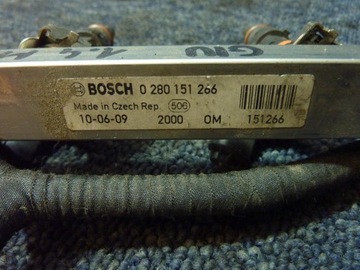 BOSCH 0 280 151 266
Made in Czech Rep 506
10-06-09 2000 OM 151266